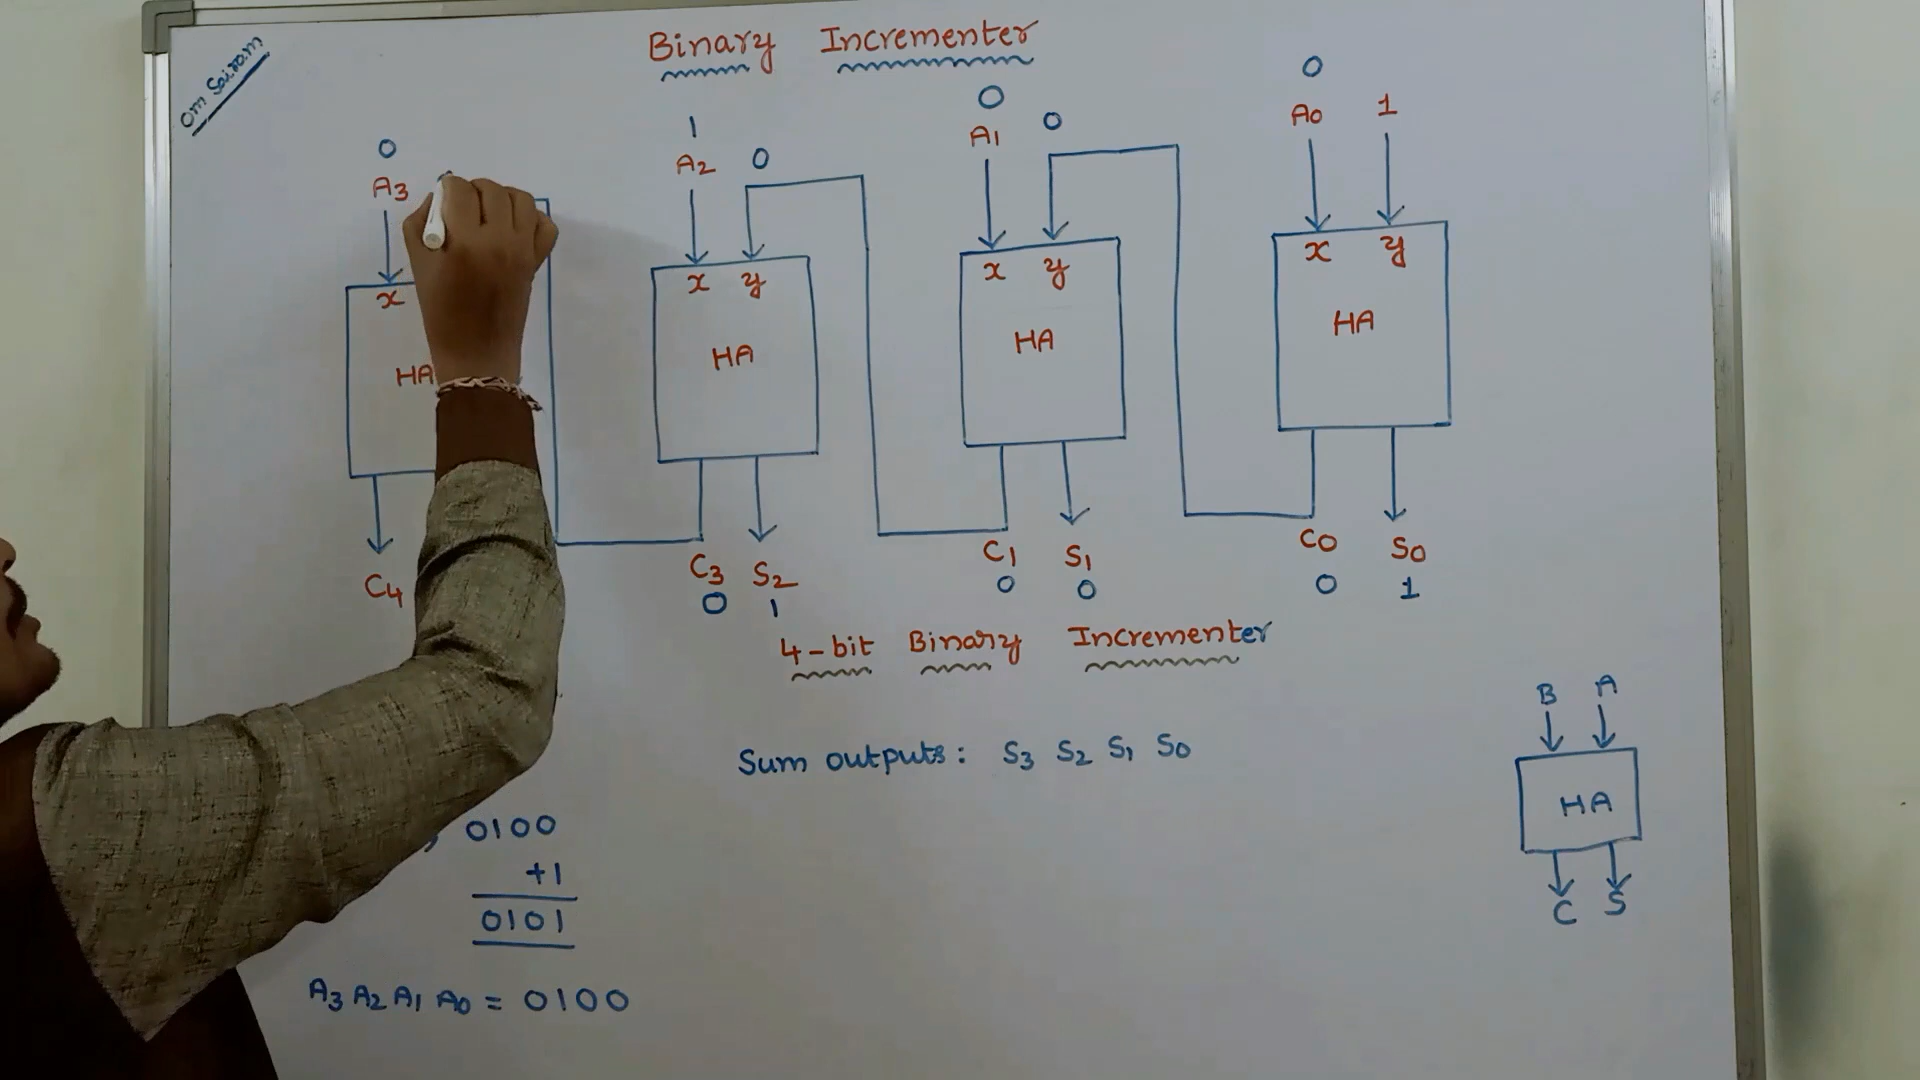 Om Sairam
Binary Incrementer
0 1 0 0 0 0 0
A3 A2 A1 A0 1
x x y x y x y
HA HA HA HA
C4 C3 S2 C1 S1 C0 S0
0 1 0 0 0 1
4-bit Binary Incrementer
Sum outputs: S3 S2 S1 S0
B A
HA
C S
0100
+1
0101
A3 A2 A1 A0 = 0100